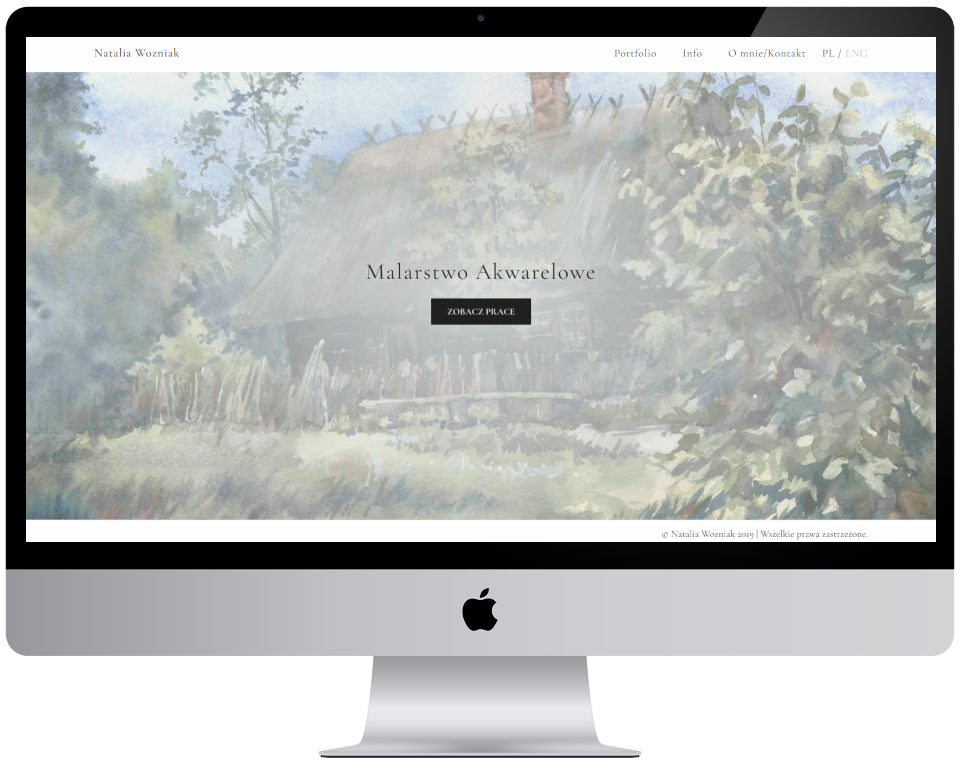 Natalia Wozniak
Portfolio Info O mnie/Kontakt PL / ENG
Malarstwo Akwarelowe
ZOBACZ PRACE
© Natalia Wozniak 2019 | Wszelkie prawa zastrzeżone.